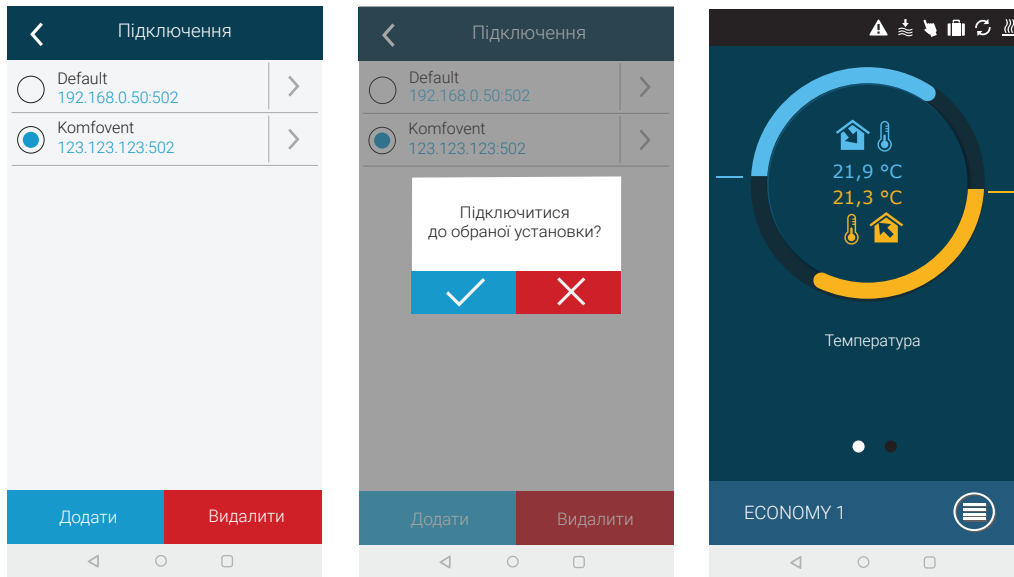 Підключення
Default
192.168.0.50:502
Komfovent
123.123.123:502
Додати
Видалити
Підключення
Default
192.168.0.50:502
Komfovent
123.123.123:502
Підключитися
до обраної установки?
Додати
Видалити
21,9 °C
21,3 °C
Температура
ECONOMY 1